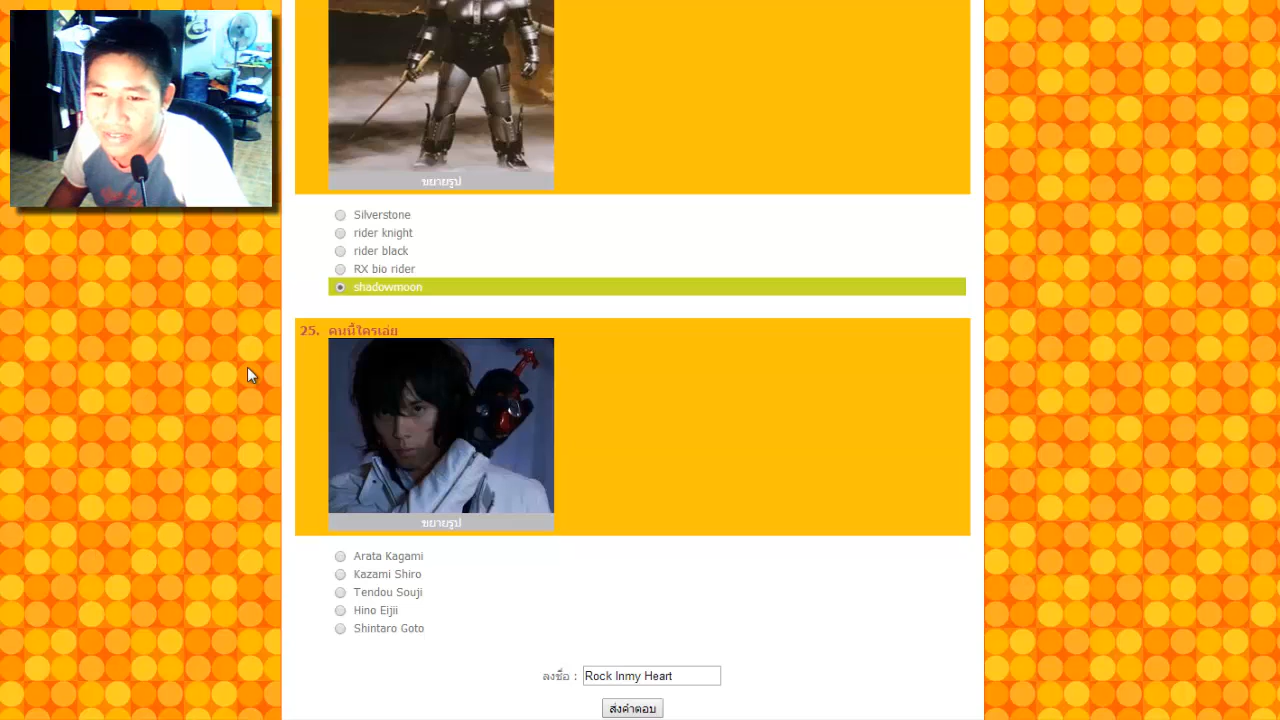 ขยายรูป
Silverstone
rider knight
rider black
RX bio rider
shadowmoon
25. คนนี้ใครเล่ย
ขยายรูป
Arata Kagami
Kazami Shiro
Tendou Souji
Hino Eijii
Shintaro Goto
ลงชื่อ : Rock Inmy Heart
ส่งคำตอบ